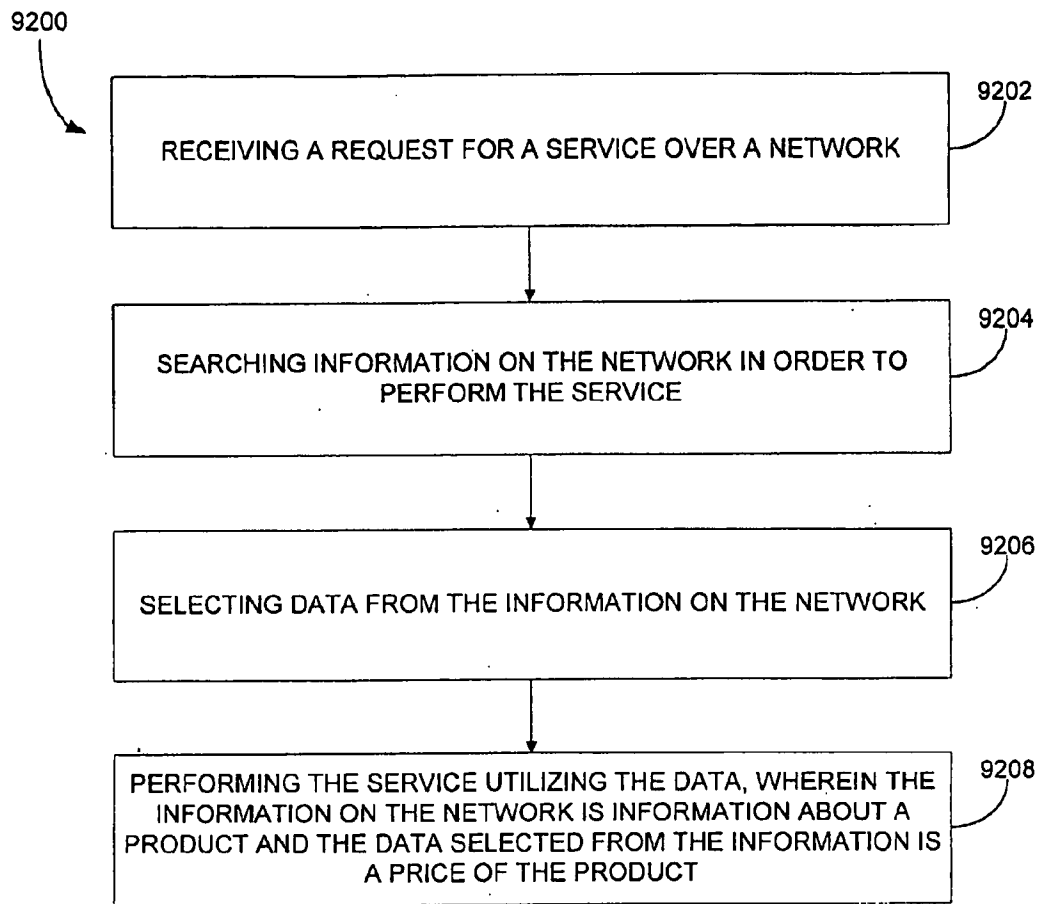 9200
9202
RECEIVING A REQUEST FOR A SERVICE OVER A NETWORK
9204
SEARCHING INFORMATION ON THE NETWORK IN ORDER TO
PERFORM THE SERVICE
9206
SELECTING DATA FROM THE INFORMATION ON THE NETWORK
9208
PERFORMING THE SERVICE UTILIZING THE DATA, WHEREIN THE
INFORMATION ON THE NETWORK IS INFORMATION ABOUT A
PRODUCT AND THE DATA SELECTED FROM THE INFORMATION IS
A PRICE OF THE PRODUCT